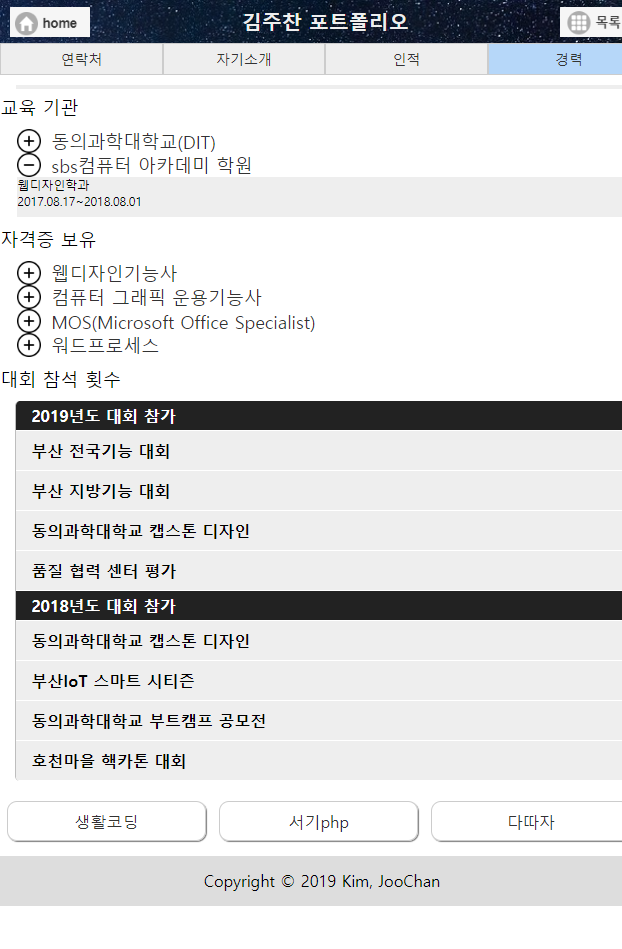 home 김주찬 포트폴리오 목록
연락처 자기소개 인적 경력
교육 기관
동의과학대학교(DIT)
sbs컴퓨터 아카데미 학원
웹디자인학과
2017.08.17~2018.08.01
자격증 보유
웹디자인기능사
컴퓨터 그래픽 운용기능사
MOS(Microsoft Office Specialist)
워드프로세스
대회 참석 횟수
2019년도 대회 참가
부산 전국기능 대회
부산 지방기능 대회
동의과학대학교 캡스톤 디자인
품질 협력 센터 평가
2018년도 대회 참가
동의과학대학교 캡스톤 디자인
부산IoT 스마트 시티즌
동의과학대학교 부트캠프 공모전
호천마을 핵카톤 대회
생활코딩 서기php 다따자
Copyright © 2019 Kim, JooChan